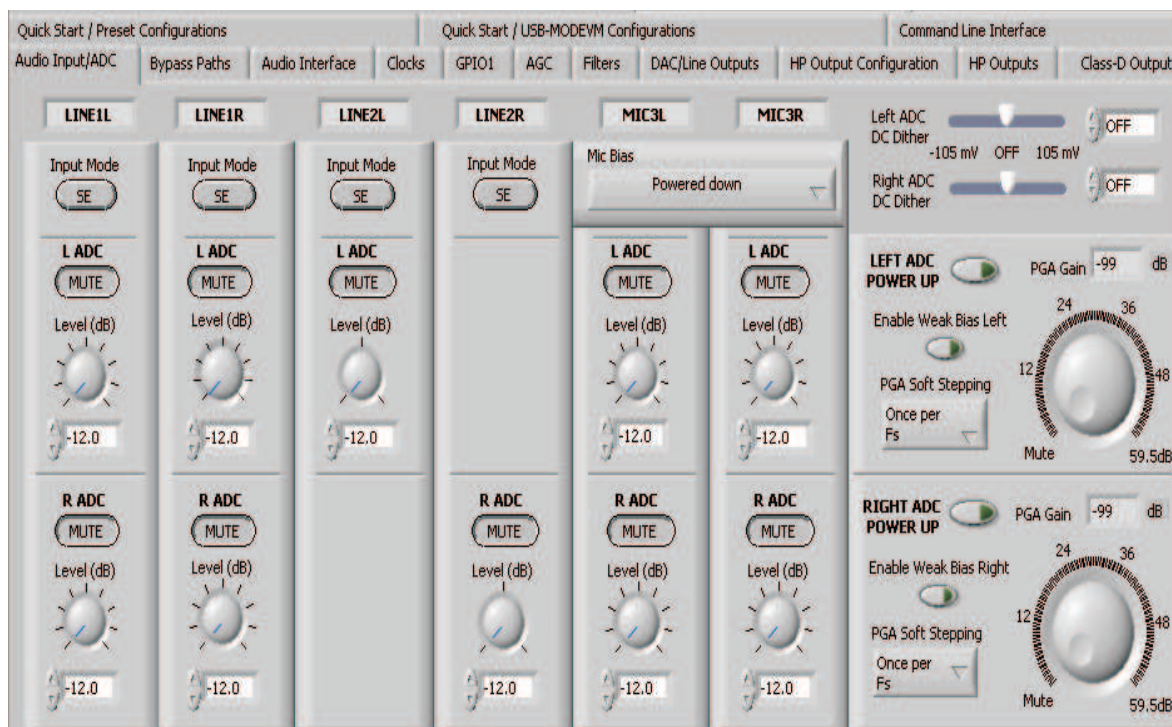 Quick Start / Preset Configurations
Quick Start / USB-MODEVM Configurations
Command Line Interface
Audio Input/ADC
Bypass Paths
Audio Interface
Clocks
GPIO1
AGC
Filters
DAC/Line Outputs
HP Output Configuration
HP Outputs
Class-D Output
LINE1L
LINE1R
LINE2L
LINE2R
MIC3L
MIC3R
Input Mode
SE
Input Mode
SE
Input Mode
SE
Input Mode
SE
Mic Bias
Powered down
L ADC
MUTE
Level (dB)
-12.0
L ADC
MUTE
Level (dB)
-12.0
L ADC
MUTE
Level (dB)
-12.0
L ADC
MUTE
Level (dB)
-12.0
L ADC
MUTE
Level (dB)
-12.0
R ADC
MUTE
Level (dB)
-12.0
R ADC
MUTE
Level (dB)
-12.0
R ADC
MUTE
Level (dB)
-12.0
R ADC
MUTE
Level (dB)
-12.0
R ADC
MUTE
Level (dB)
-12.0
Left ADC
DC Dither
-105 mV OFF 105 mV
OFF
Right ADC
DC Dither
OFF
LEFT ADC
POWER UP
PGA Gain -99 dB
Enable Weak Bias Left
PGA Soft Stepping
Once per
Fs
24
36
12
48
Mute
59.5dB
RIGHT ADC
POWER UP
PGA Gain -99 dB
Enable Weak Bias Right
PGA Soft Stepping
Once per
Fs
24
36
12
48
Mute
59.5dB